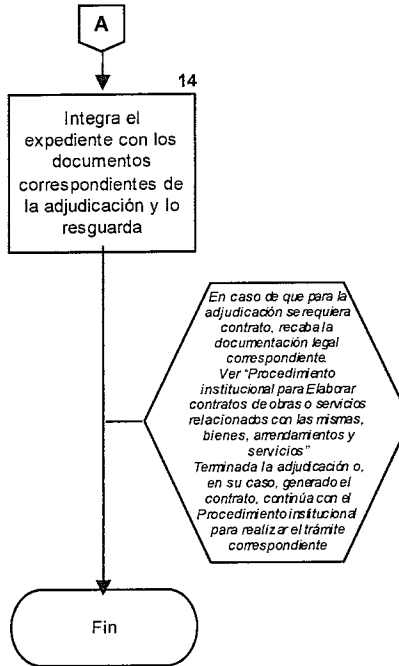 A
14
Integra el
expediente con los
documentos
correspondientes de
la adjudicación y lo
resguarda
En caso de que para la
adjudicación se requiera
contrato, recaba la
documentación legal
correspondiente.
Ver "Procedimiento
institucional para Elaborar
contratos de obras o servicios
relacionados con las mismas,
bienes, arrendamientos y
servicios"
Terminada la adjudicación o,
en su caso, generado el
contrato, continúa con el
Procedimiento institucional
para realizar el trámite
correspondiente
Fin